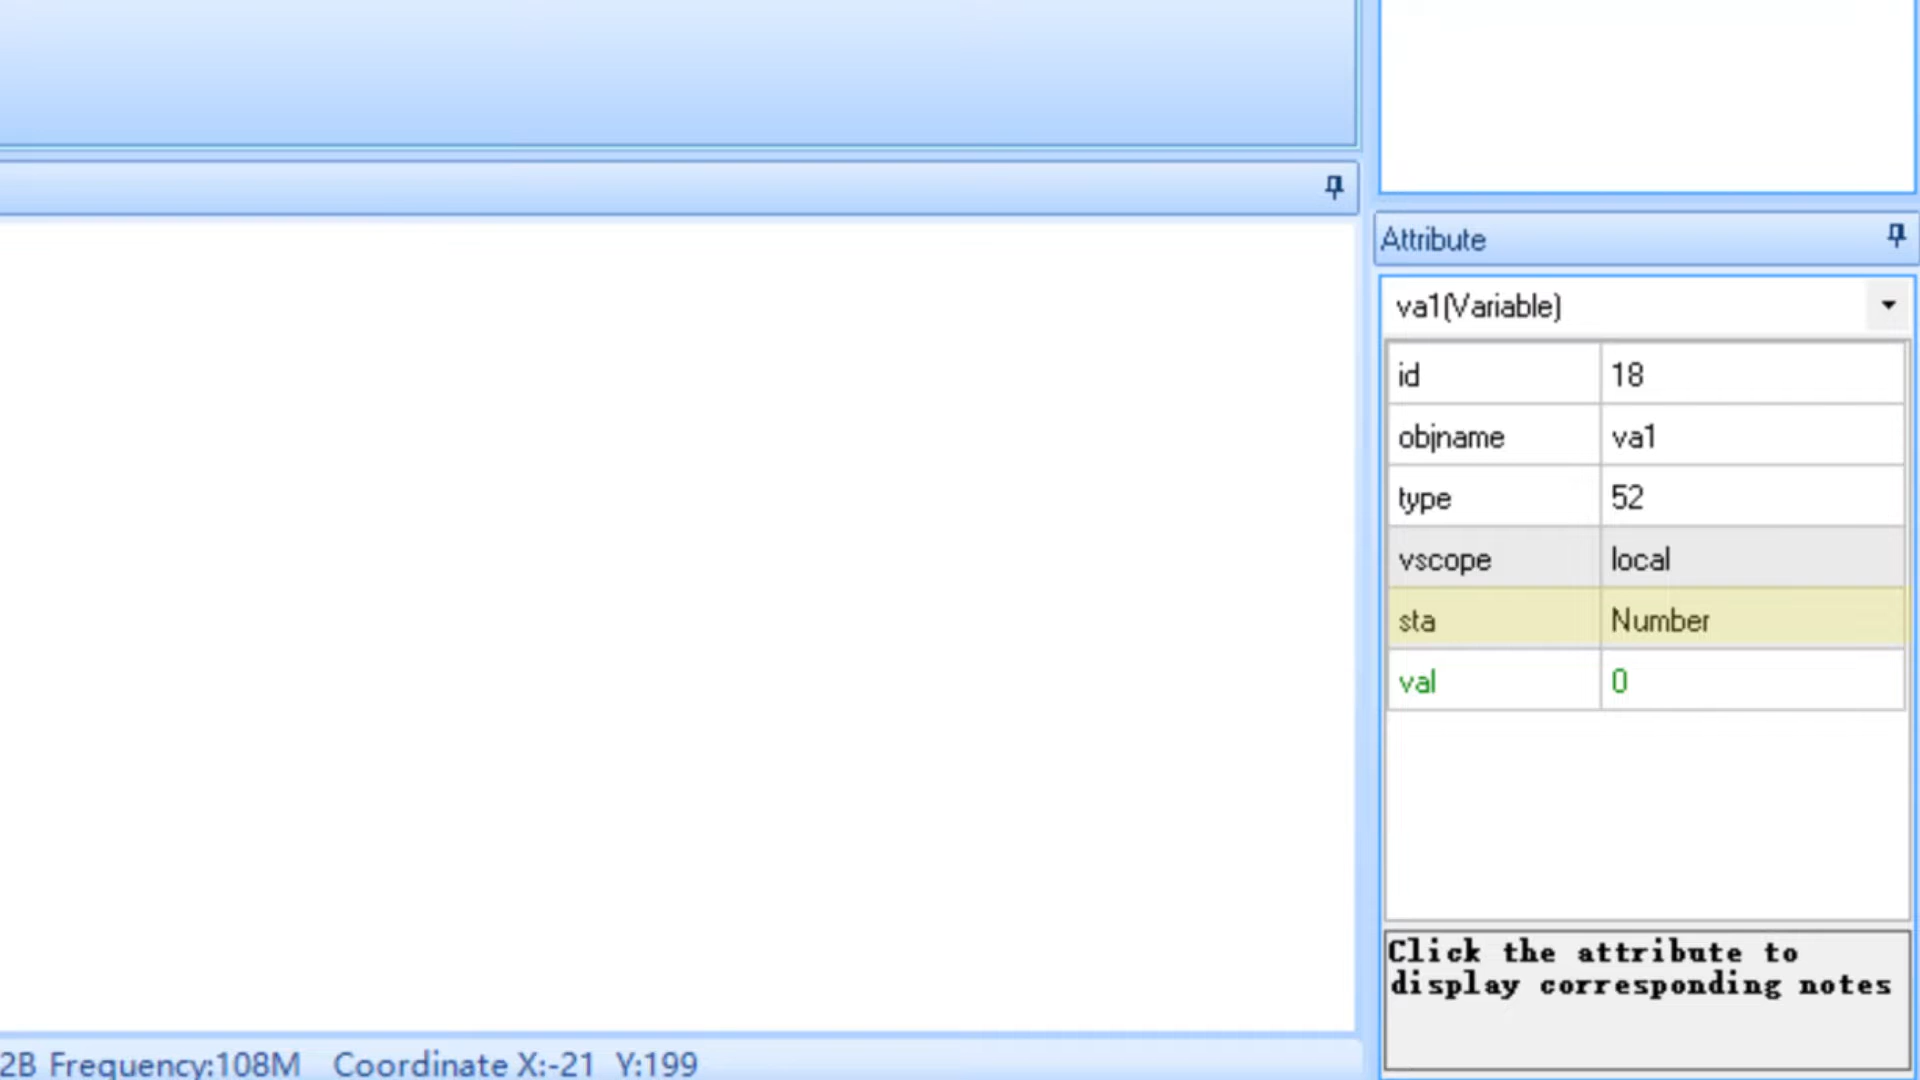 Attribute
va1(Variable)
id 18
objname va1
type 52
vscope local
sta Number
val 0
Click the attribute to
display corresponding notes
2B Frequency:108M Coordinate X:-21 Y:199